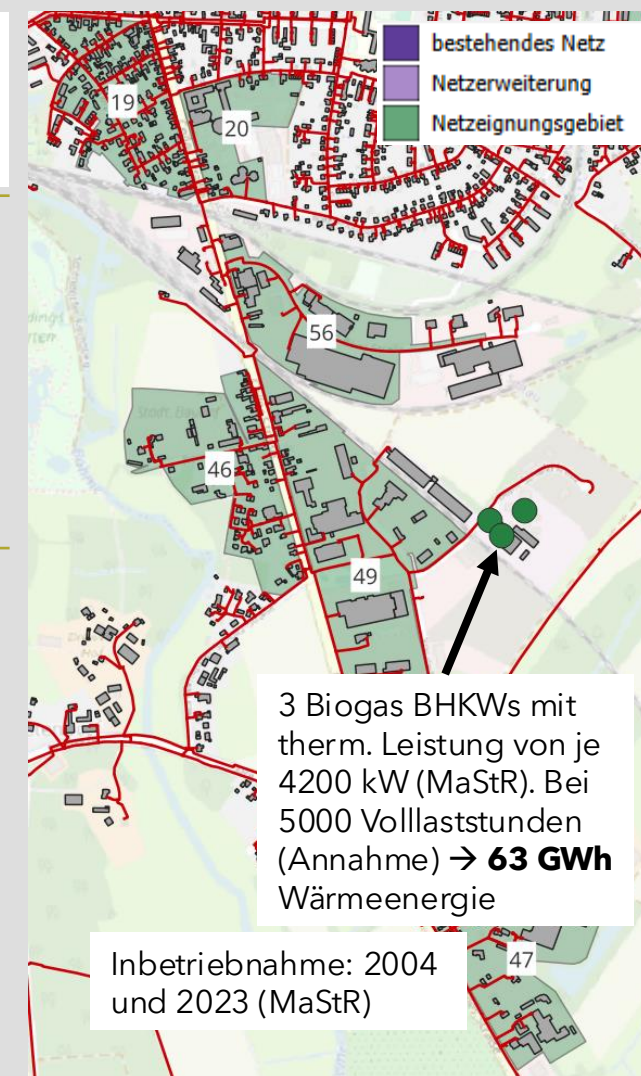 bestehendes Netz
Netzerweiterung
Netzeignungsgebiet
19
20
56
46
49
3 Biogas BHKWs mit
therm. Leistung von je
4200 kW (MaStR). Bei
5000 Volllaststunden
(Annahme) → 63 GWh
Wärmeenergie
Inbetriebnahme: 2004
und 2023 (MaStR)
47